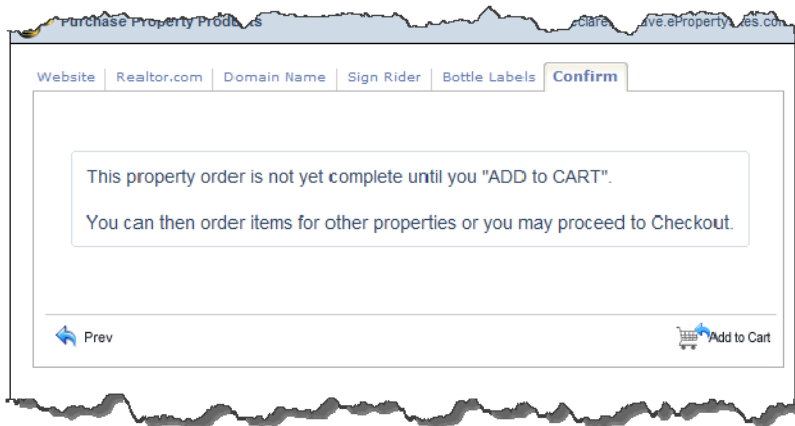 Purchase Property Products
Website
Realtor.com
Domain Name
Sign Rider
Bottle Labels
Confirm
This property order is not yet complete until you "ADD to CART".
You can then order items for other properties or you may proceed to Checkout.
Prev
Add to Cart